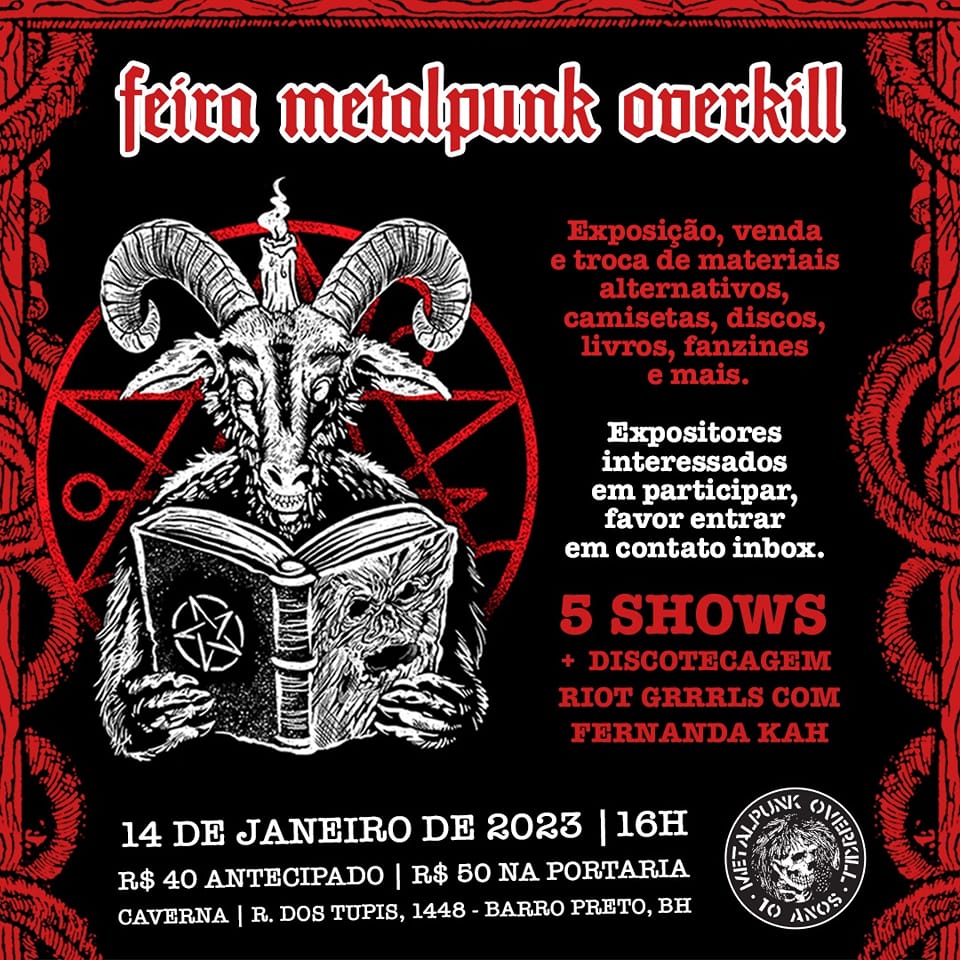 feira metalpunk overkill
Exposição, venda
e troca de materiais
alternativos,
camisetas, discos,
livros, fanzines
e mais.
Expositores
interessados
em participar,
favor entrar
em contato inbox.
5 SHOWS
+ DISCOTECAGEM
RIOT GRRRLS COM
FERNANDA KAH
14 DE JANEIRO DE 2023 | 16H
R$ 40 ANTECIPADO | R$ 50 NA PORTARIA
CAVERNA | R. DOS TUPIS, 1448 - BARRO PRETO, BH
METALPUNK OVERKILL
· 10 ANOS ·